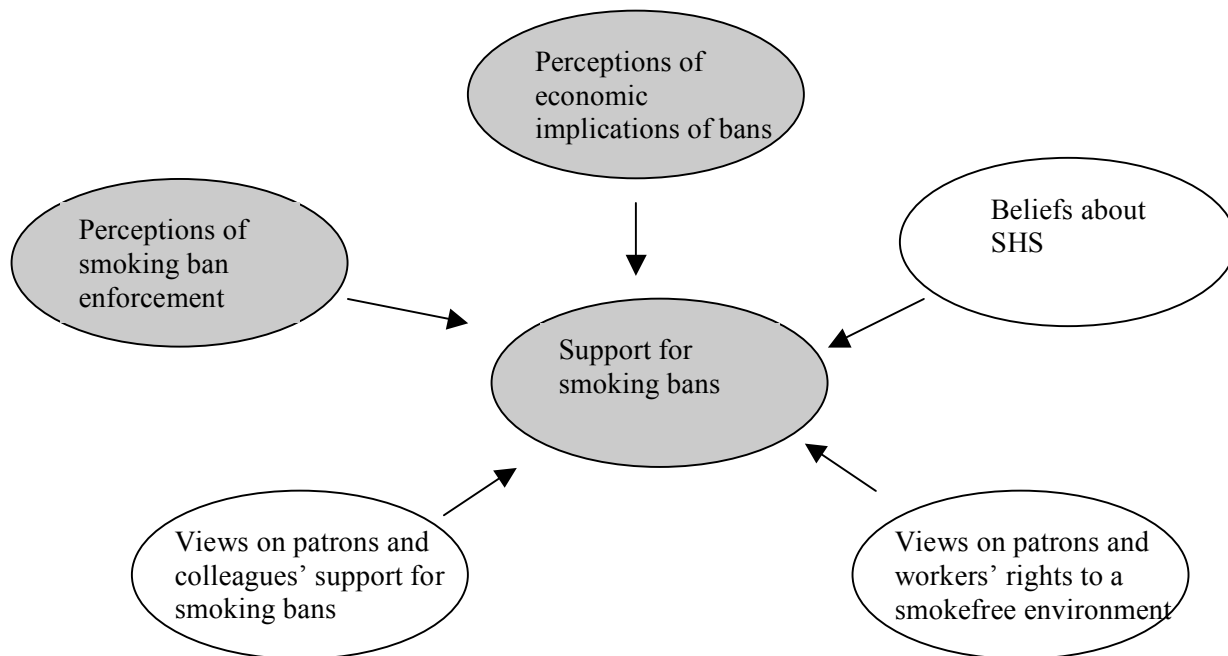 Perceptions of
economic
implications of bans
Perceptions of
smoking ban
enforcement
Beliefs about
SHS
Support for
smoking bans
Views on patrons and
colleagues’ support for
smoking bans
Views on patrons and
workers’ rights to a
smokefree environment